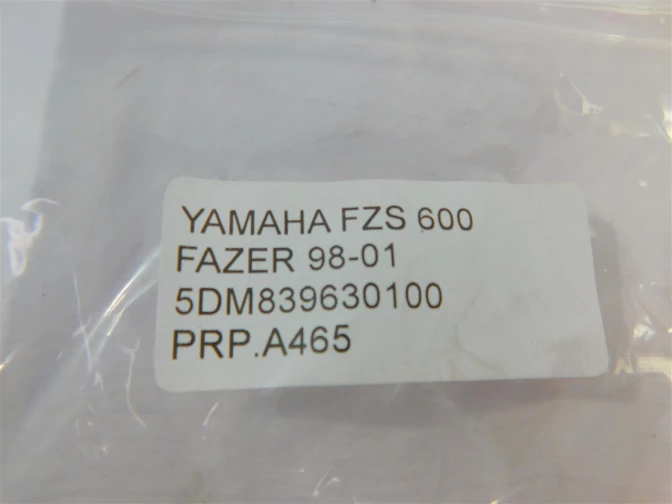 YAMAHA FZS 600
FAZER 98-01
5DM839630100
PRP.A465